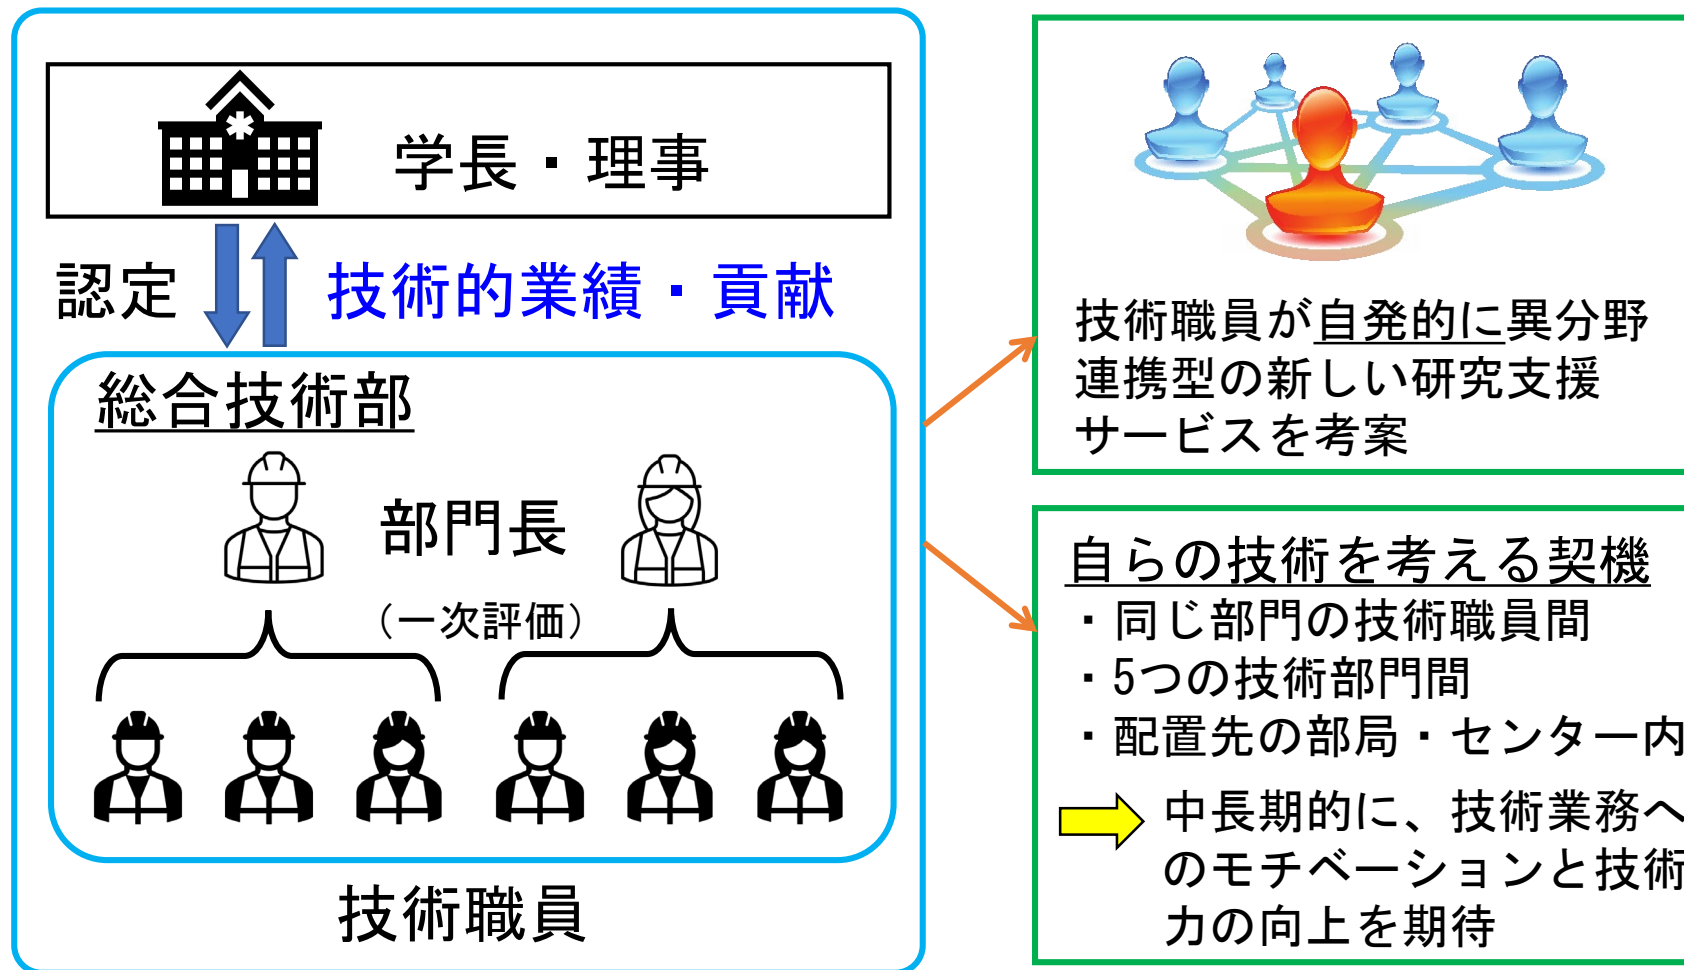 学長・理事
認定
技術的業績・貢献
総合技術部
部門長
（一次評価）
技術職員
技術職員が自発的に異分野
連携型の新しい研究支援
サービスを考案
自らの技術を考える契機
・同じ部門の技術職員間
・5つの技術部門間
・配置先の部局・センター内
中長期的に、技術業務へ
のモチベーションと技術
力の向上を期待